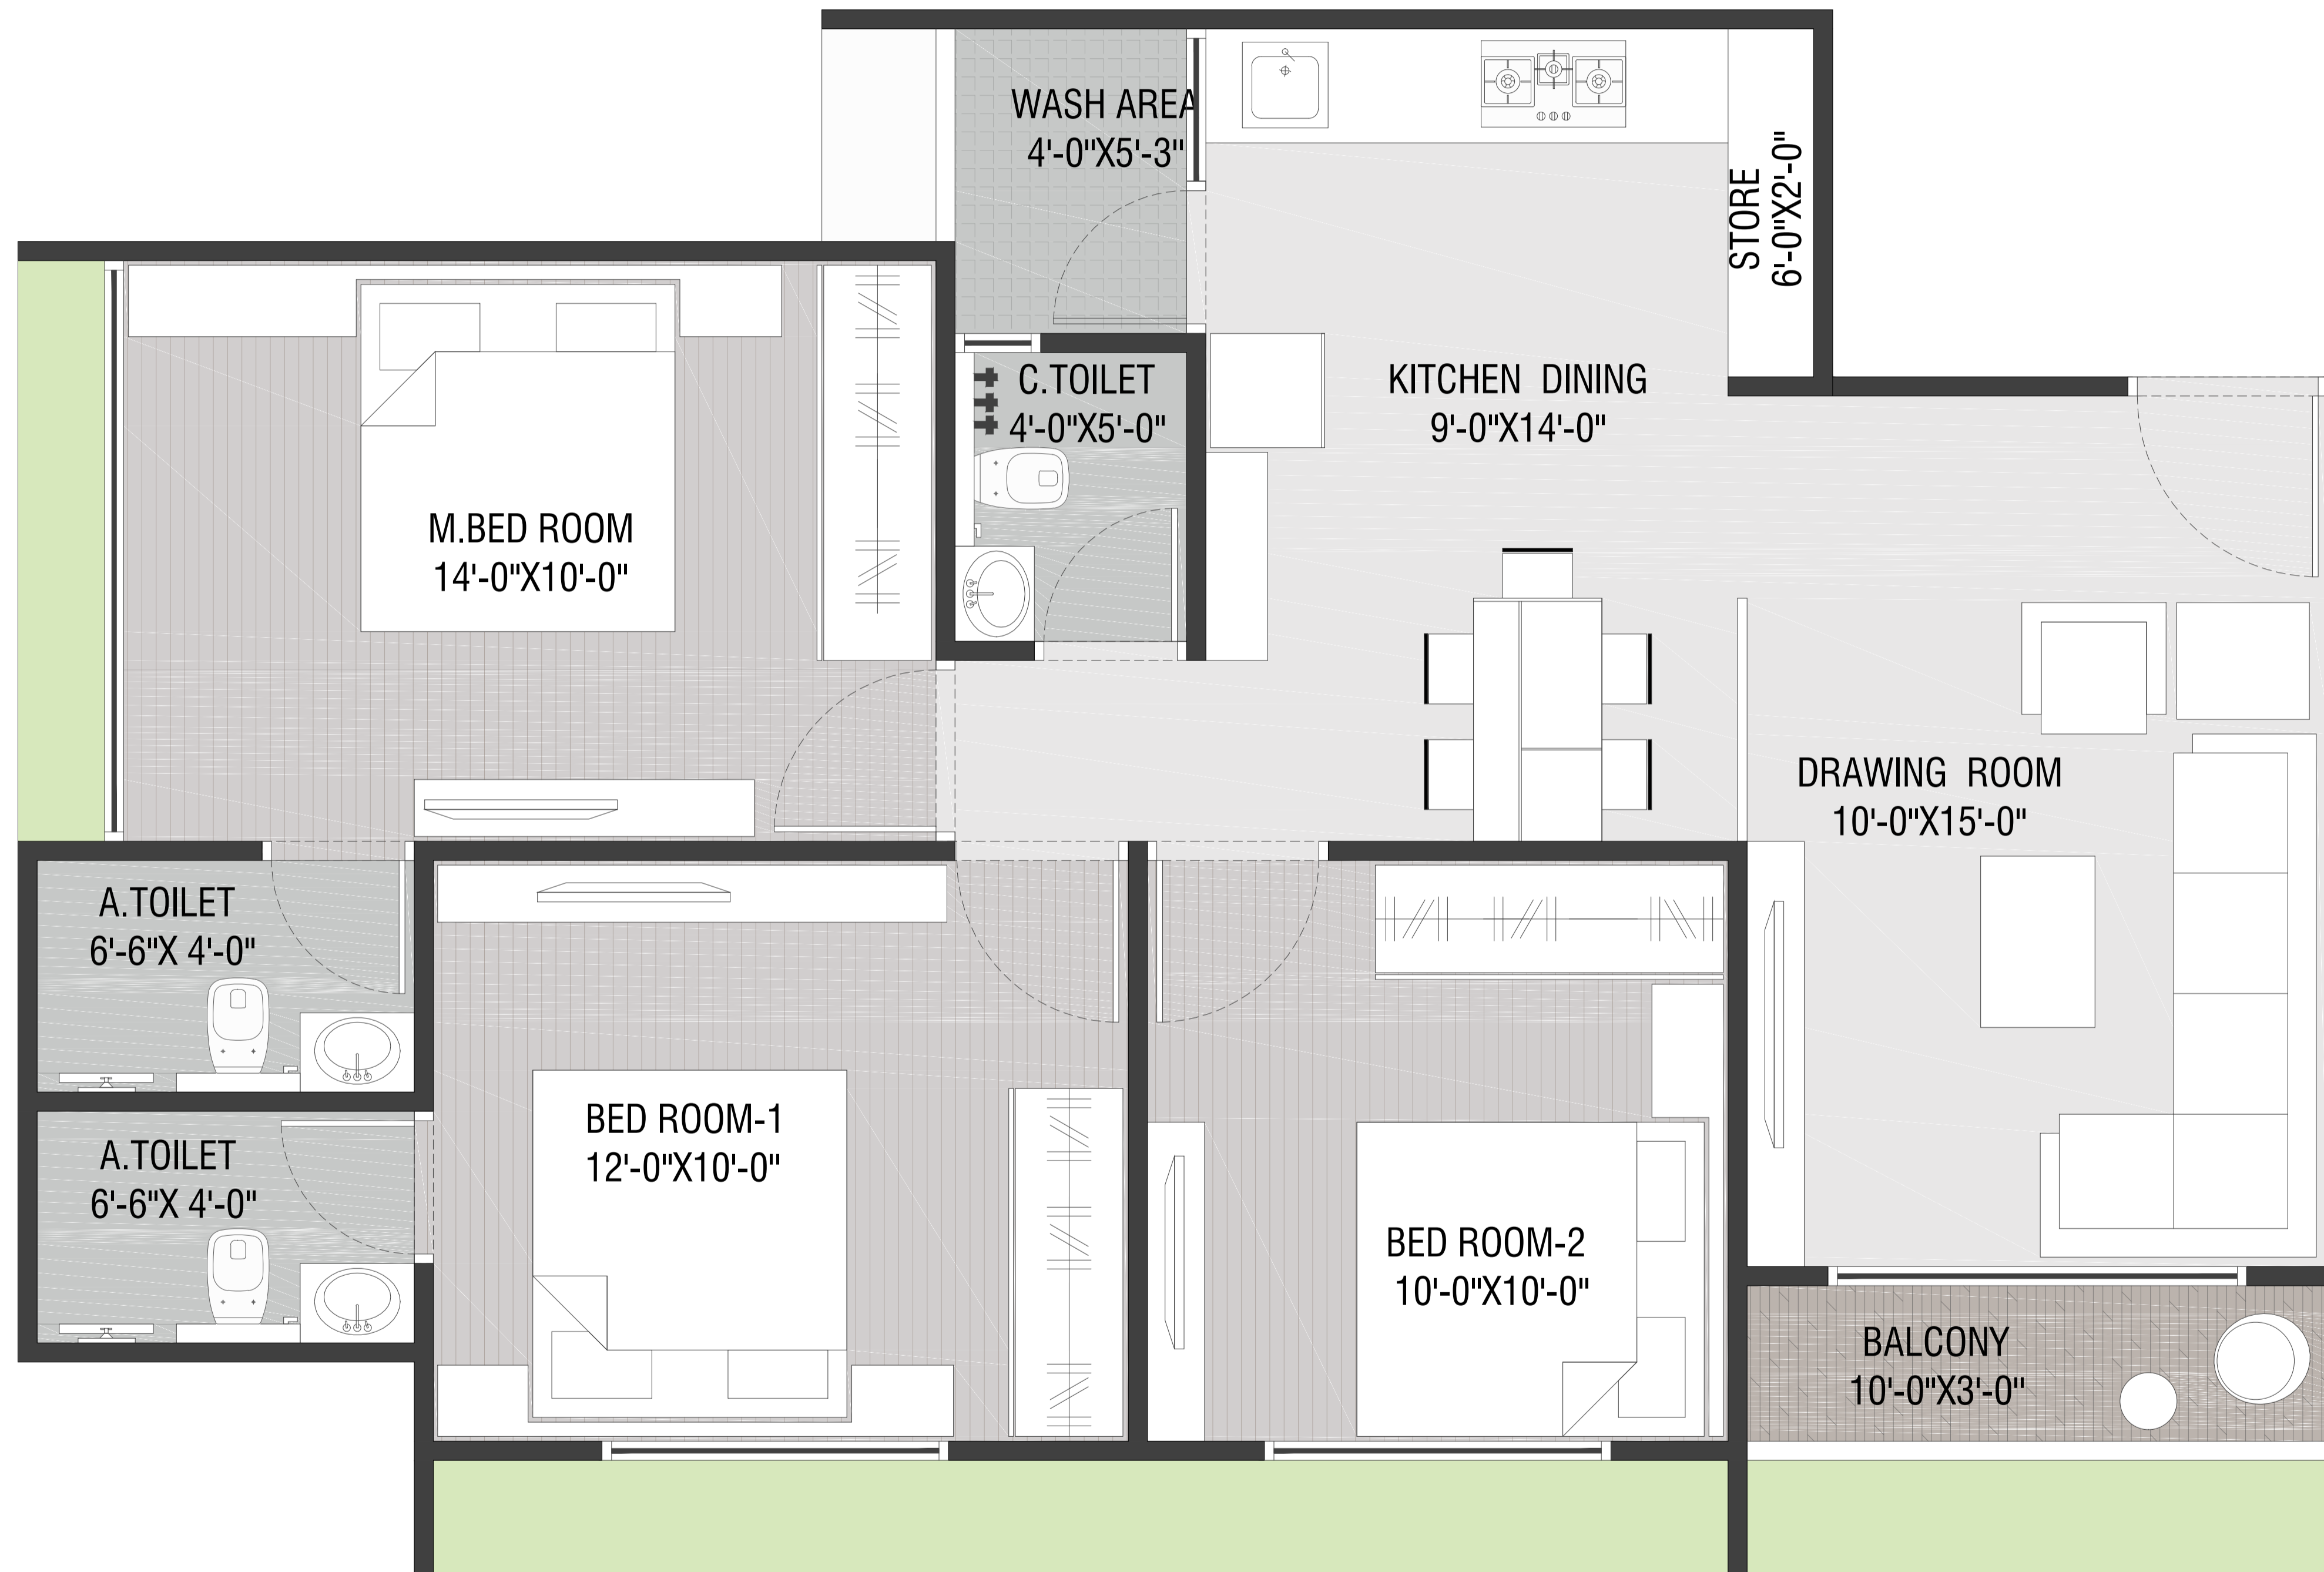 WASH AREA
4'-0"X5'-3"
STORE
6'-0"X2'-0"
C.TOILET
4'-0"X5'-0"
KITCHEN DINING
9'-0"X14'-0"
M.BED ROOM
14'-0"X10'-0"
DRAWING ROOM
10'-0"X15'-0"
A.TOILET
6'-6"X 4'-0"
A.TOILET
6'-6"X 4'-0"
BED ROOM-1
12'-0"X10'-0"
BED ROOM-2
10'-0"X10'-0"
BALCONY
10'-0"X3'-0"